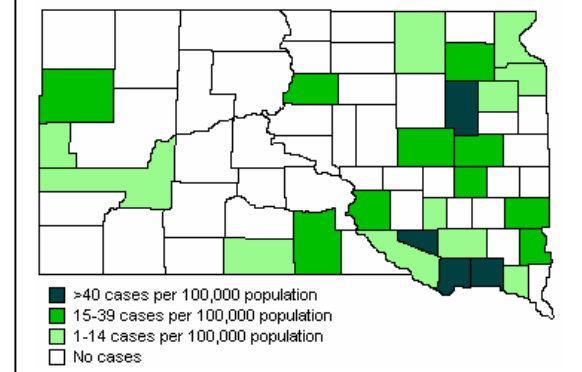 >40 cases per 100,000 population
15-39 cases per 100,000 population
1-14 cases per 100,000 population
No cases